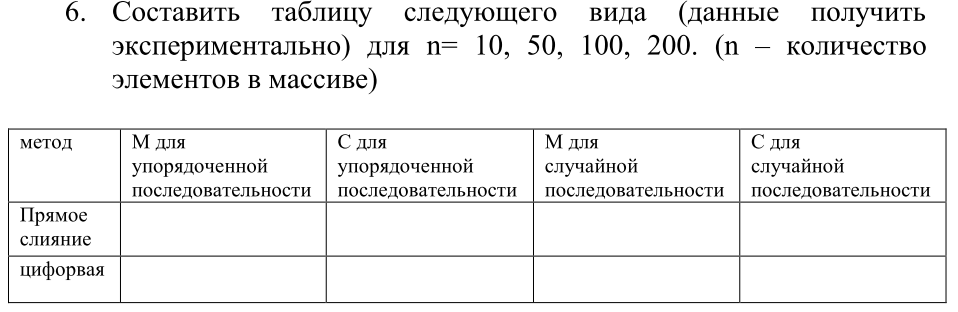 6. Составить таблицу следующего вида (данные получить
экспериментально) для n= 10, 50, 100, 200. (n – количество
элементов в массиве)
метод
М для
упорядоченной
последовательности
С для
упорядоченной
последовательности
М для
случайной
последовательности
С для
случайной
последовательности
Прямое
слияние
цифорвая